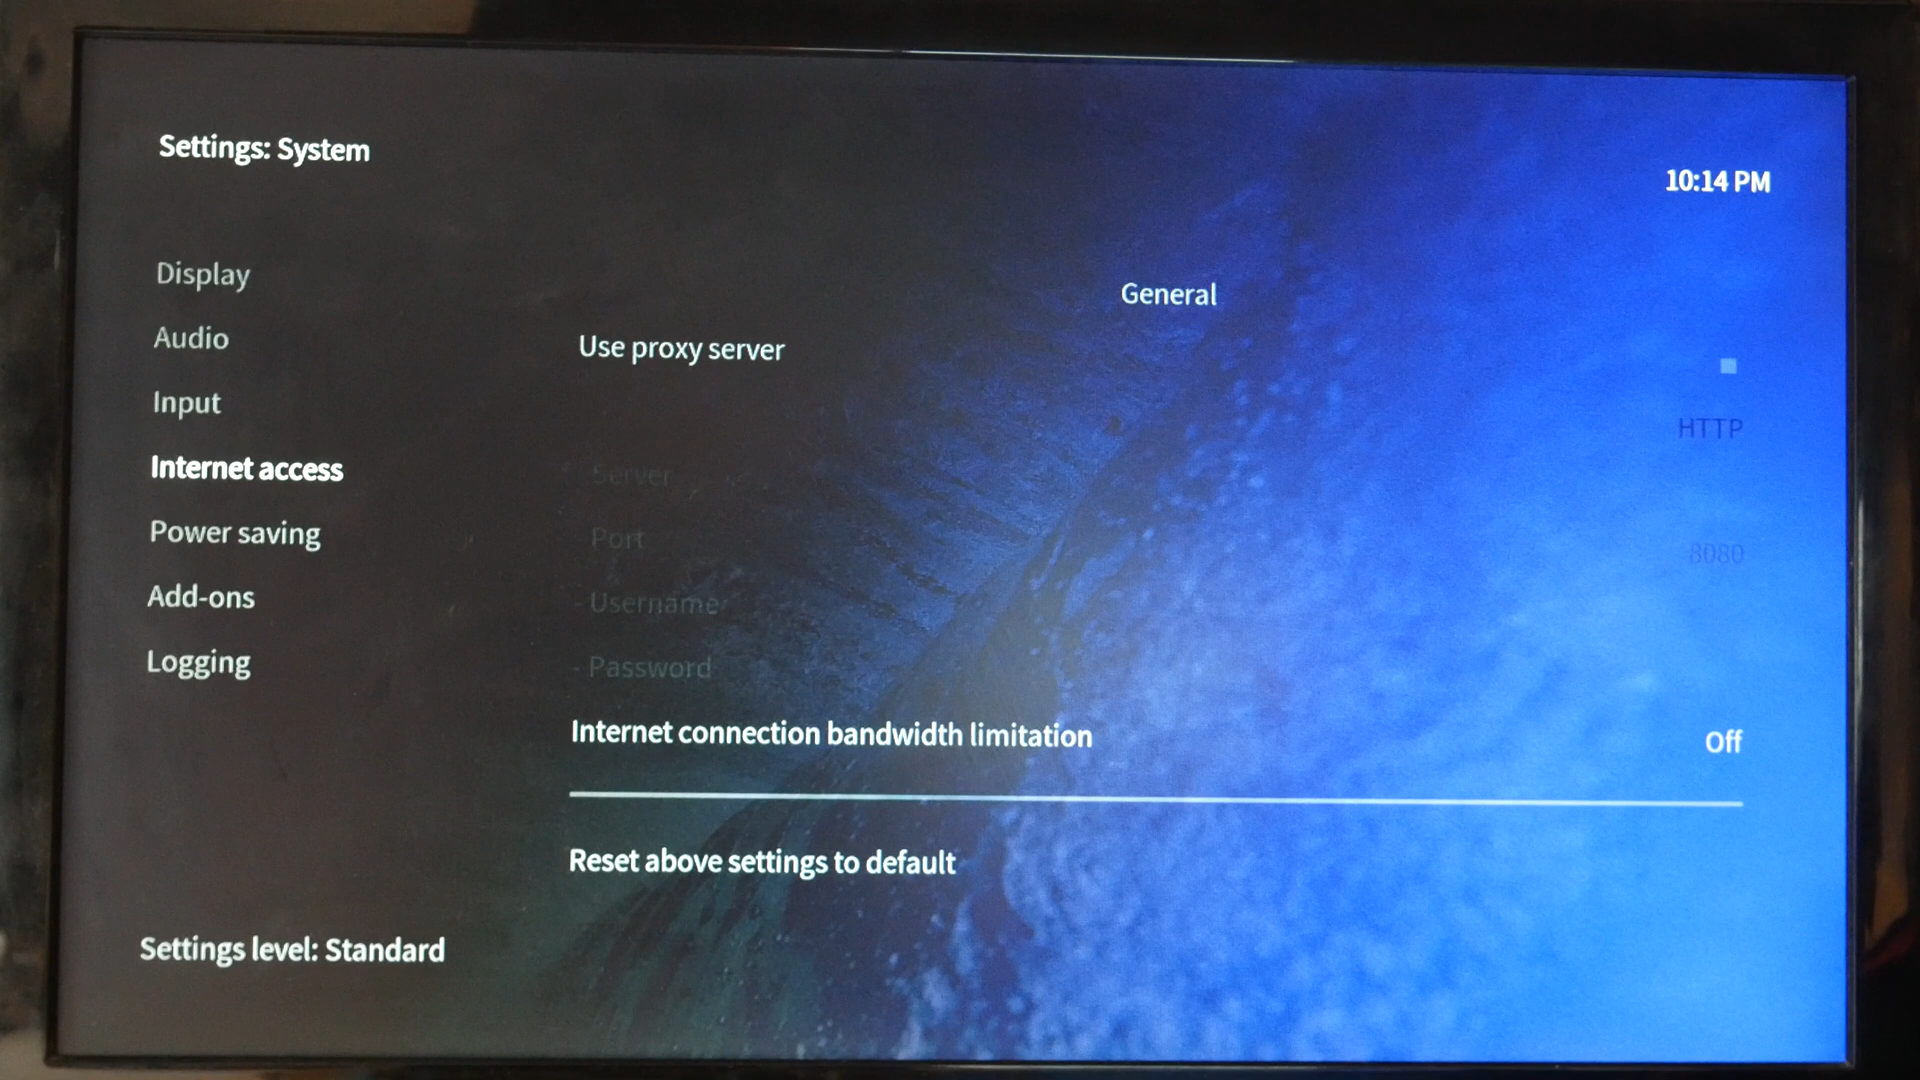 Settings: System
10:14 PM
Display
General
Audio
Use proxy server
Input
HTTP
Internet access
Server
Power saving
Port
8080
Add-ons
- Username
Logging
- Password
Internet connection bandwidth limitation
Off
Reset above settings to default
Settings level: Standard